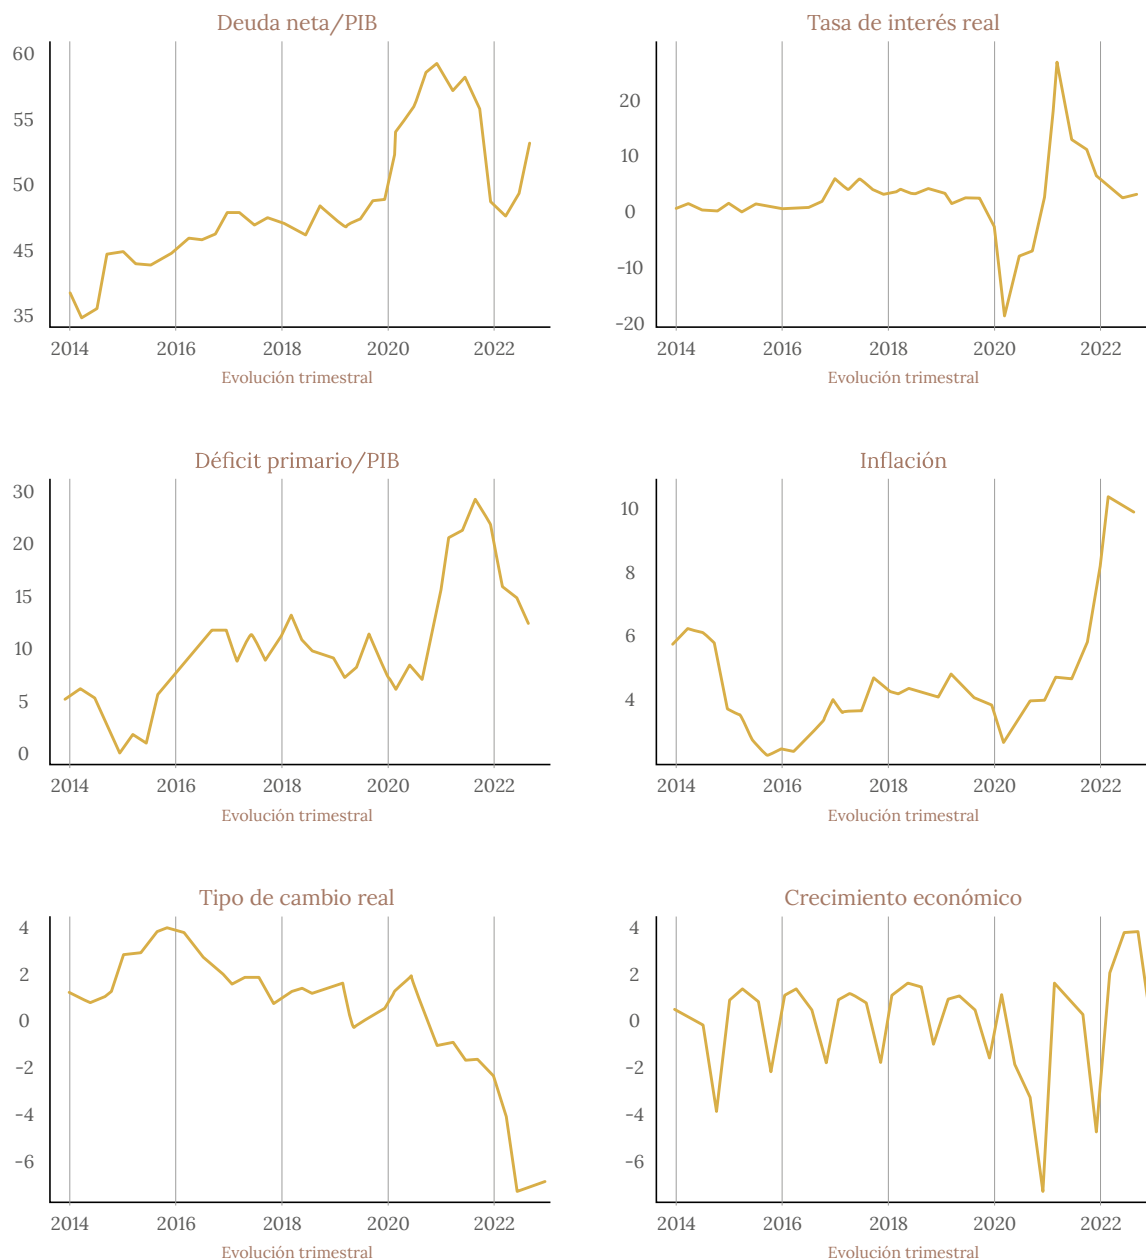 Deuda neta/PIB
60
55
50
45
35
2014 2016 2018 2020 2022
Evolución trimestral
Tasa de interés real
20
10
0
-10
-20
2014 2016 2018 2020 2022
Evolución trimestral
Déficit primario/PIB
30
20
15
10
5
0
2014 2016 2018 2020 2022
Evolución trimestral
Inflación
10
8
6
4
2014 2016 2018 2020 2022
Evolución trimestral
Tipo de cambio real
4
2
0
-2
-4
-6
2014 2016 2018 2020 2022
Evolución trimestral
Crecimiento económico
4
2
0
-2
-4
-6
2014 2016 2018 2020 2022
Evolución trimestral